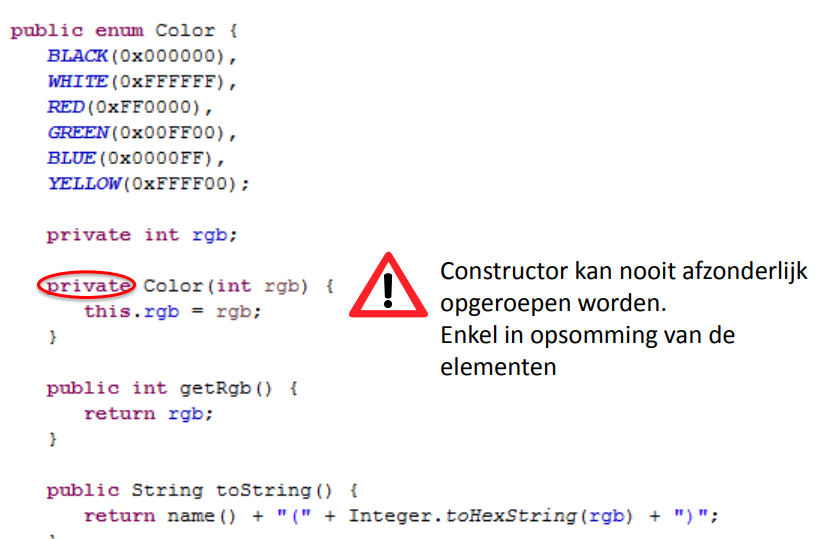 public enum Color {
BLACK(0x000000),
WHITE(0xFFFFFF),
RED(0xFF0000),
GREEN(0x00FF00),
BLUE(0x0000FF),
YELLOW(0xFFFF00);
private int rgb;
private Color(int rgb) {
this.rgb = rgb;
}
Constructor kan nooit afzonderlijk
opgeroepen worden.
Enkel in opsomming van de
elementen
public int getRgb() {
return rgb;
}
public String toString() {
return name() + "(" + Integer.toHexString(rgb) + ")";
}